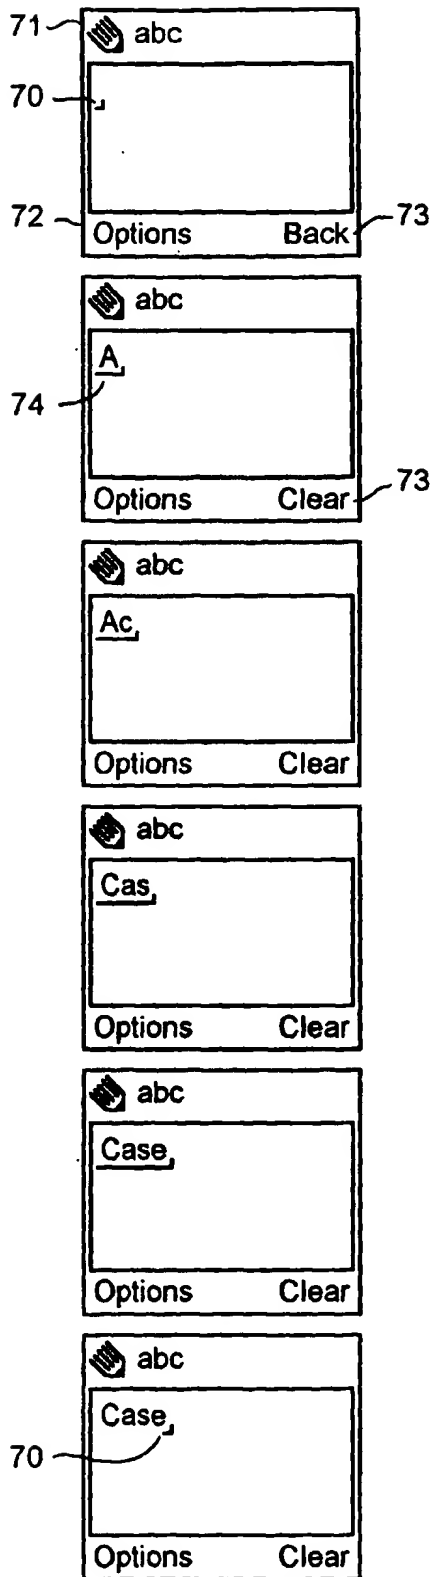 71
abc
70
72
Options Back
73
abc
A
74
Options Clear
73
abc
Ac
Options Clear
abc
Cas
Options Clear
abc
Case
Options Clear
abc
Case
70
Options Clear